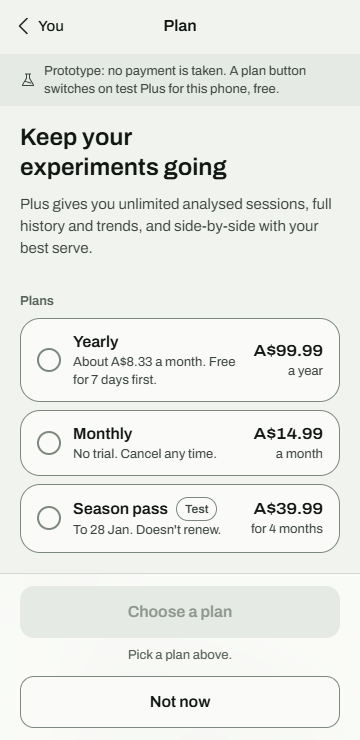 You
Plan
Prototype: no payment is taken. A plan button
switches on test Plus for this phone, free.
Keep your
experiments going
Plus gives you unlimited analysed sessions, full
history and trends, and side-by-side with your
best serve.
Plans
Yearly
About A$8.33 a month. Free
for 7 days first.
A$99.99
a year
Monthly
No trial. Cancel any time.
A$14.99
a month
Season pass
Test
To 28 Jan. Doesn't renew.
A$39.99
for 4 months
Choose a plan
Pick a plan above.
Not now